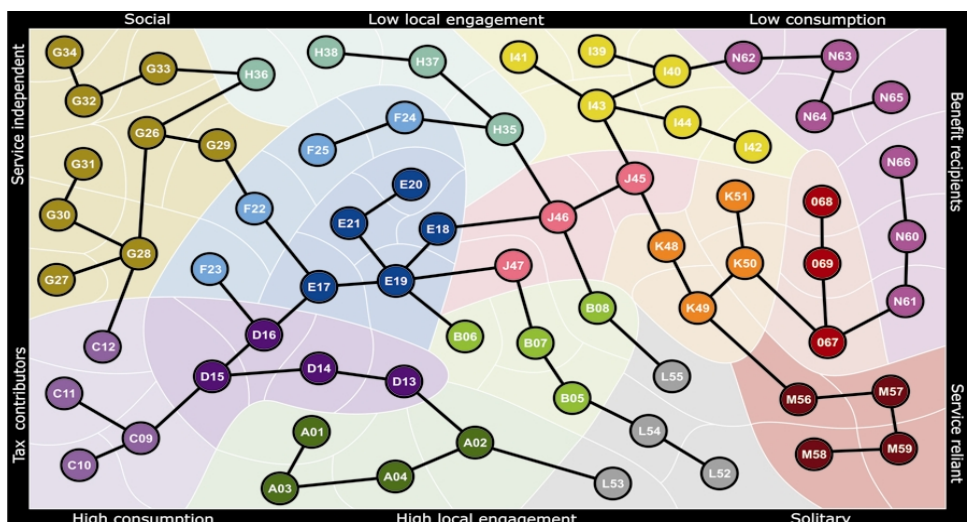 Social
Low local engagement
Low consumption
Service independent
Benefit recipients
Tax contributors
Service reliant
High consumption
High local engagement
Solitary
G34
G33
H36
H38
H37
I41
I39
I40
N62
N63
G32
N65
I43
N64
G26
F24
H35
I44
G29
F25
I42
G31
N66
E20
J45
K51
068
G30
F22
E21
E18
J46
N60
K48
G28
F23
J47
K50
069
G27
E17
E19
N61
K49
B08
D16
B06
C12
B07
067
D15
D14
D13
L55
C11
B05
M56
M57
A01
L54
C09
A02
M58
M59
C10
A04
L52
A03
L53